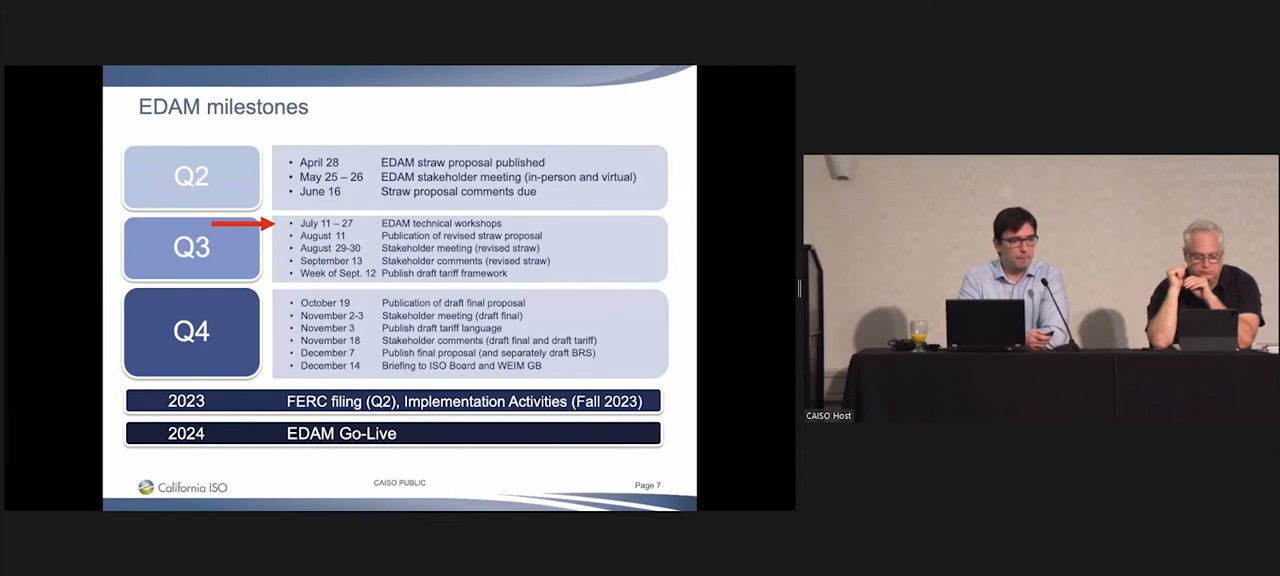 EDAM milestones
Q2
• April 28 EDAM straw proposal published
• May 25 – 26 EDAM stakeholder meeting (in-person and virtual)
• June 16 Straw proposal comments due
Q3
• July 11 – 27 EDAM technical workshops
• August 11 Publication of revised straw proposal
• August 29-30 Stakeholder meeting (revised straw)
• September 13 Stakeholder comments (revised straw)
• Week of Sept. 12 Publish draft tariff framework
Q4
• October 19 Publication of draft final proposal
• November 2-3 Stakeholder meeting (draft final)
• November 3 Publish draft tariff language
• November 18 Stakeholder comments (draft final and draft tariff)
• December 7 Publish final proposal (and separately draft BRS)
• December 14 Briefing to ISO Board and WEIM GB
2023 FERC filing (Q2), Implementation Activities (Fall 2023)
2024 EDAM Go-Live
California ISO
CAISO PUBLIC
Page 7
CAISO Host